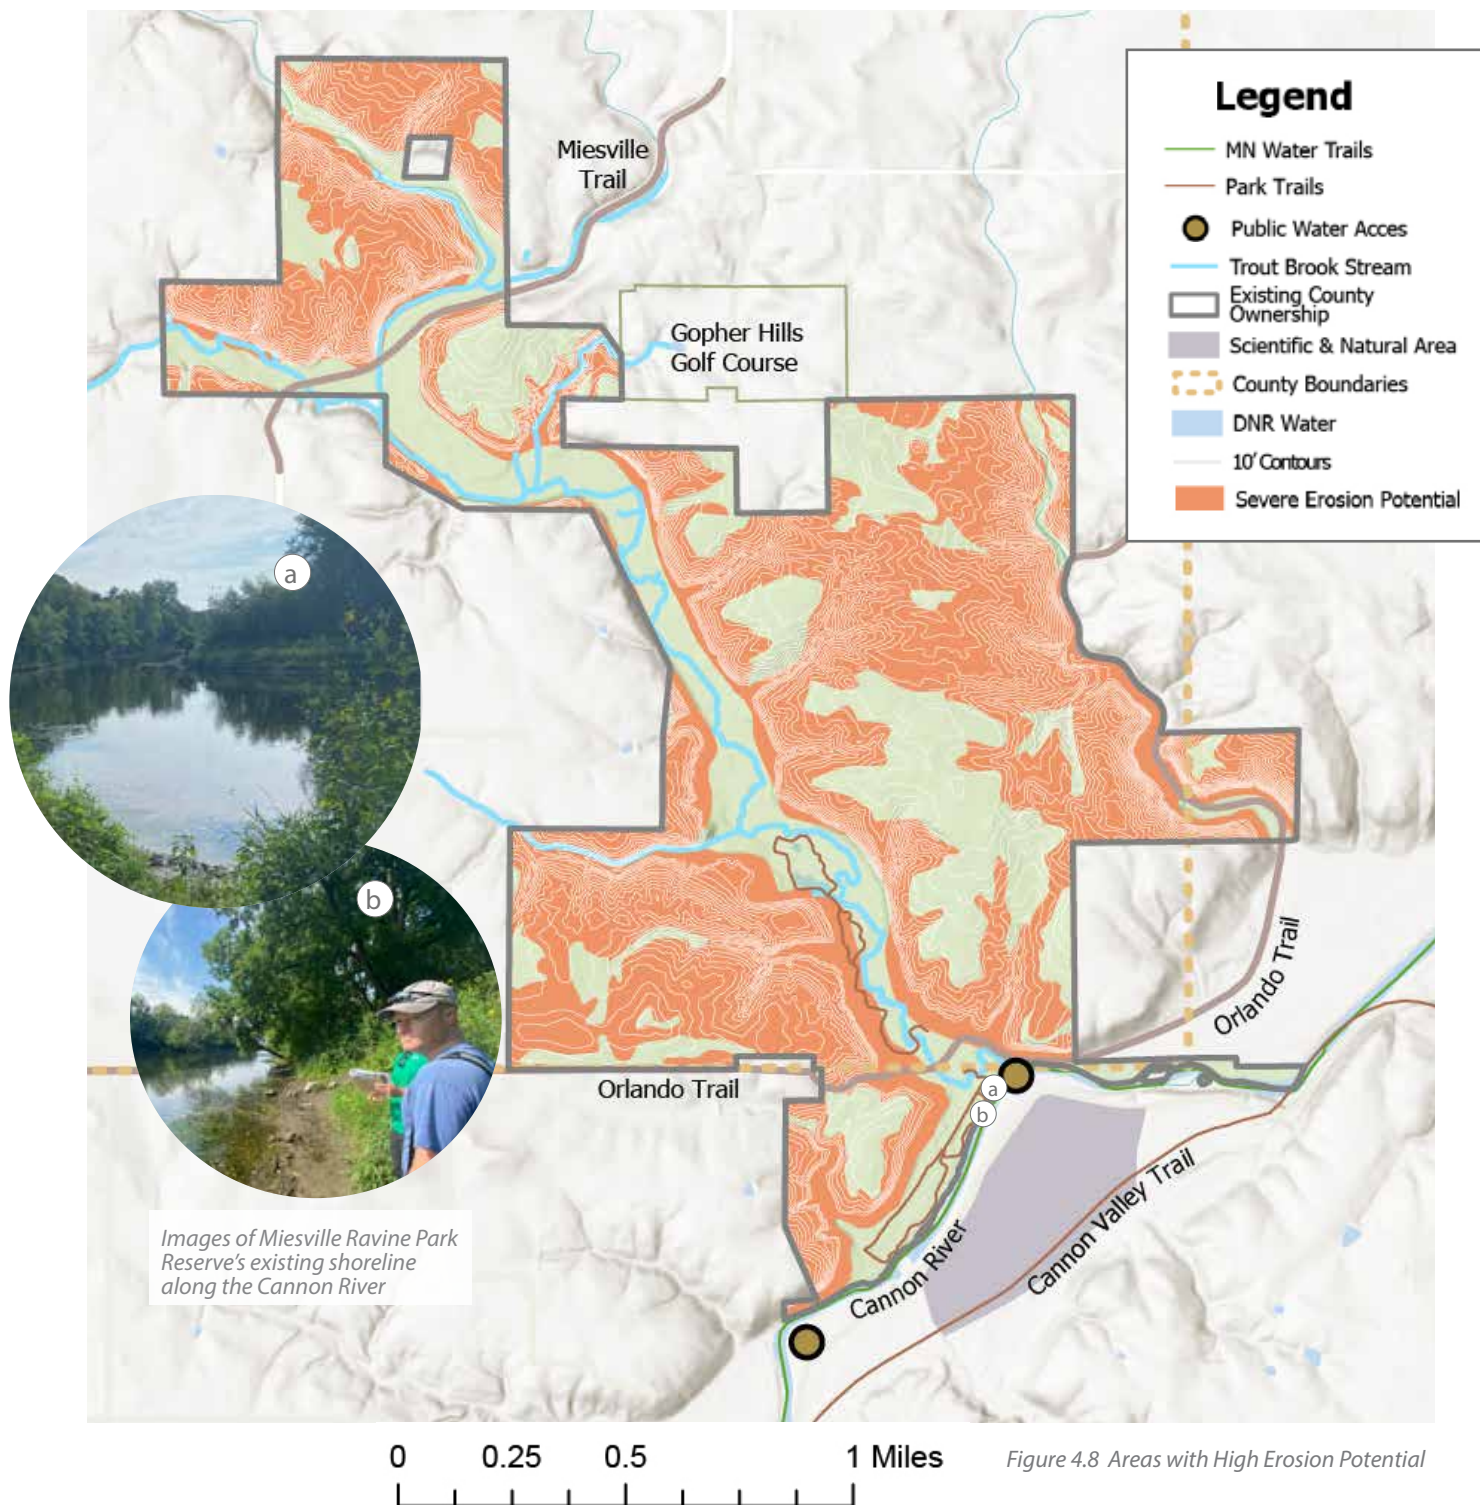 Legend
MN Water Trails
Park Trails
Public Water Acces
Trout Brook Stream
Existing County
Ownership
Scientific & Natural Area
County Boundaries
DNR Water
10' Contours
Severe Erosion Potential
Miesville
Trail
Gopher Hills
Golf Course
a
b
Orlando Trail
Orlando Trail
a
b
Cannon River
Cannon Valley Trail
Images of Miesville Ravine Park
Reserve's existing shoreline
along the Cannon River
0 0.25 0.5 1 Miles
Figure 4.8 Areas with High Erosion Potential